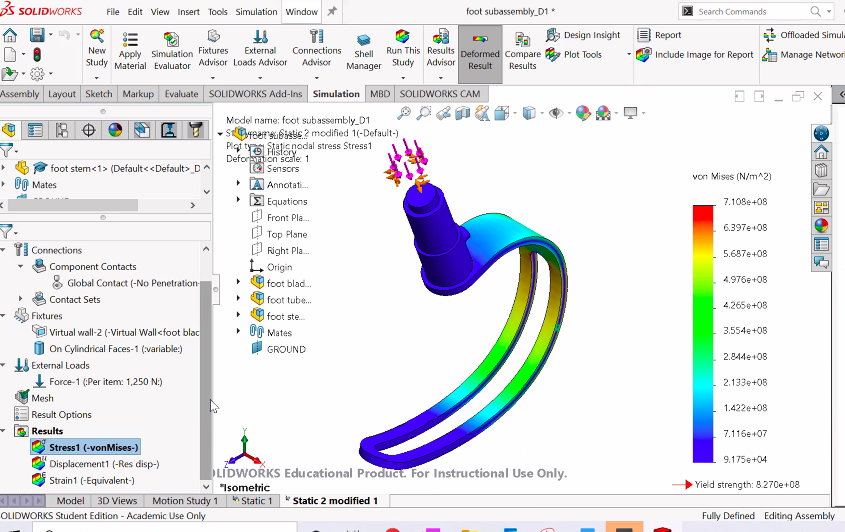 SOLIDWORKS
File Edit View Insert Tools Simulation Window
foot subassembly_D1 *
Search Commands
New Study
Apply Material
Simulation Evaluator
Fixtures Advisor
External Loads Advisor
Connections Advisor
Shell Manager
Run This Study
Results Advisor
Deformed Result
Compare Results
Design Insight
Plot Tools
Report
Include Image for Report
Offloaded Simula
Manage Networ
Assembly Layout Sketch Markup Evaluate SOLIDWORKS Add-Ins Simulation MBD SOLIDWORKS CAM
Model name: foot subassembly_D1
Static 2 modified 1(-Default-)
Plot type: Static nodal stress Stress1
Deformation scale: 1
History
Sensors
Annotati...
Equations
Front Pla...
Top Plane
Right Pla...
Origin
foot blad...
foot tube...
foot ste...
Mates
GROUND
foot stem<1> (Default<<Default>_D
Mates
Connections
Component Contacts
Global Contact (-No Penetration-
Contact Sets
Fixtures
Virtual wall-2 (-Virtual Wall<foot blad
On Cylindrical Faces-1 (:variable:)
External Loads
Force-1 (:Per item: 1,250 N:)
Mesh
Result Options
Results
Stress1 (-vonMises-)
Displacement1 (-Res disp-)
Strain1 (-Equivalent-)
von Mises (N/m^2)
7.108e+08
6.397e+08
5.687e+08
4.976e+08
4.265e+08
3.554e+08
2.844e+08
2.133e+08
1.422e+08
7.116e+07
9.175e+04
Yield strength: 8.270e+08
Y
Z
X
SOLIDWORKS Educational Product. For Instructional Use Only.
*Isometric
Model 3D Views Motion Study 1 Static 1 Static 2 modified 1
SOLIDWORKS Student Edition - Academic Use Only
Fully Defined Editing Assembly